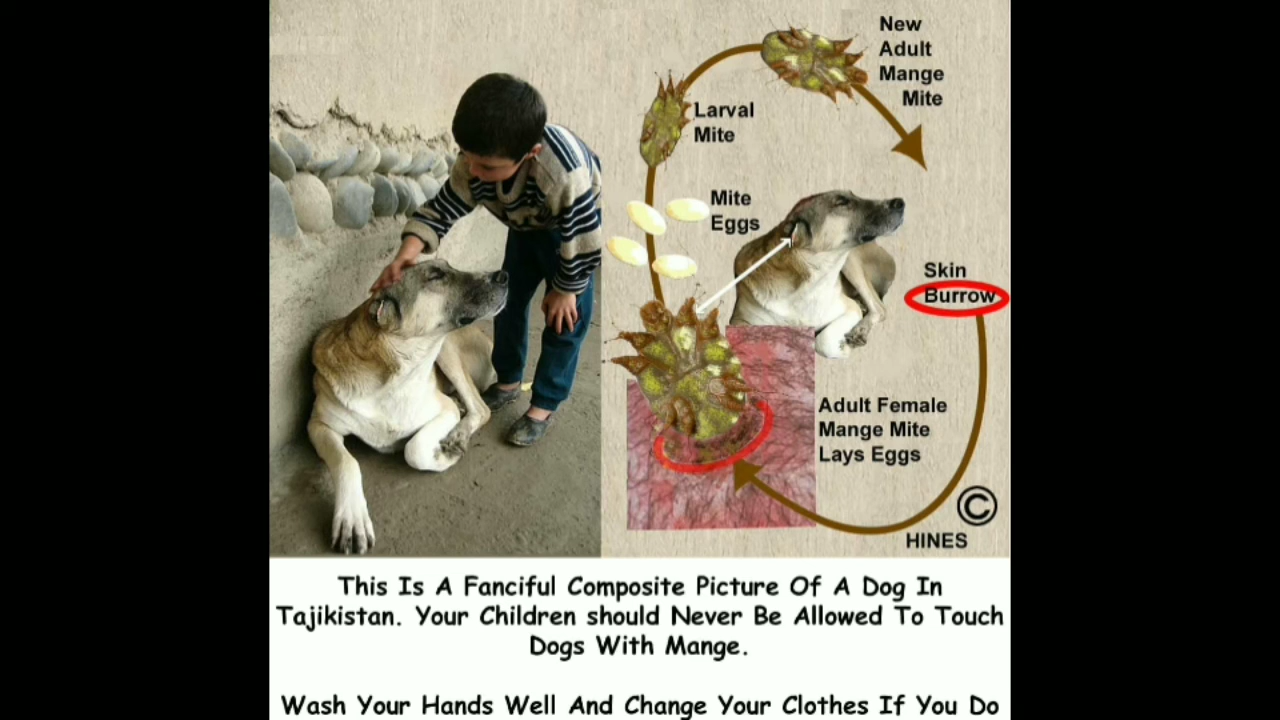 New
Adult
Mange
Mite
Larval
Mite
Mite
Eggs
Skin
Burrow
Adult Female
Mange Mite
Lays Eggs
©
HINES
This Is A Fanciful Composite Picture Of A Dog In
Tajikistan. Your Children should Never Be Allowed To Touch
Dogs With Mange.
Wash Your Hands Well And Change Your Clothes If You Do